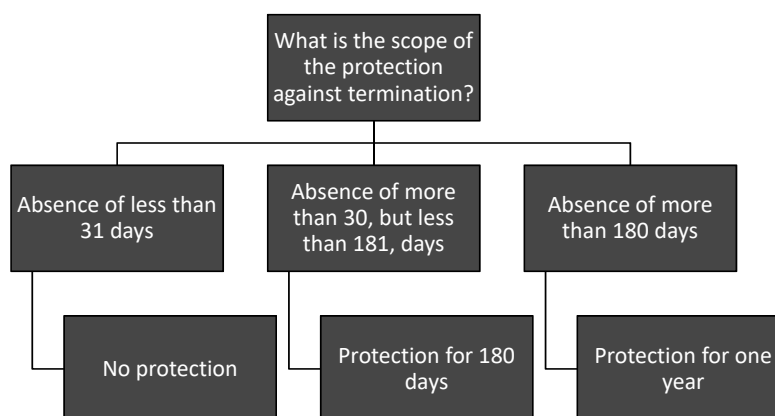 What is the scope of
the protection
against termination?
Absence of less than
31 days
Absence of more
than 30, but less
than 181, days
Absence of more
than 180 days
No protection
Protection for 180
days
Protection for one
year